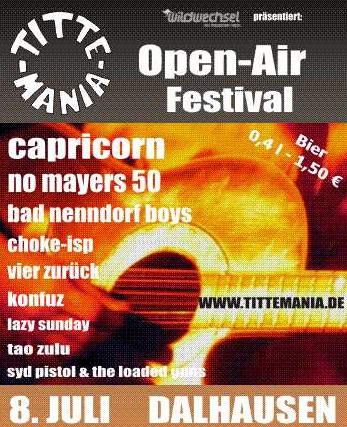 TITTE-
MANIA-
wildwechsel präsentiert:
Open-Air
Festival
Bier
0,4 l - 1,50 €
capricorn
no mayers 50
bad nenndorf boys
choke-isp
vier zurück
konfuz
lazy sunday
tao zulu
syd pistol & the loaded guns
WWW.TITTEMANIA.DE
8. JULI DALHAUSEN